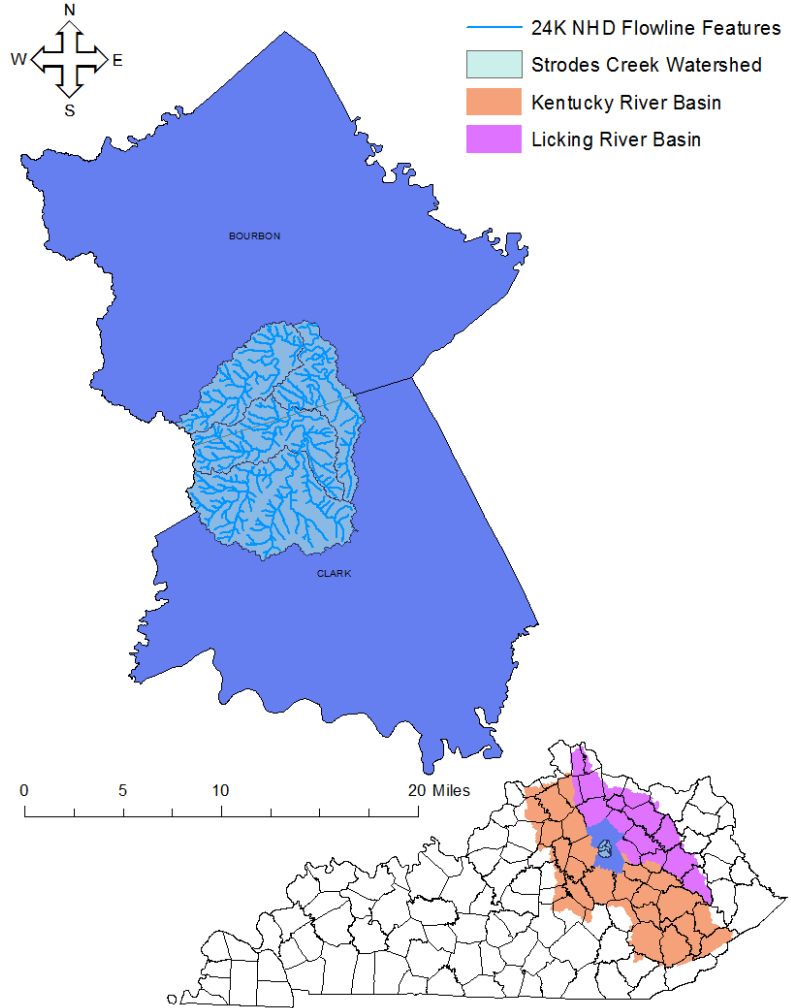 N
W E
S
24K NHD Flowline Features
Strodes Creek Watershed
Kentucky River Basin
Licking River Basin
BOURBON
CLARK
0 5 10 20 Miles